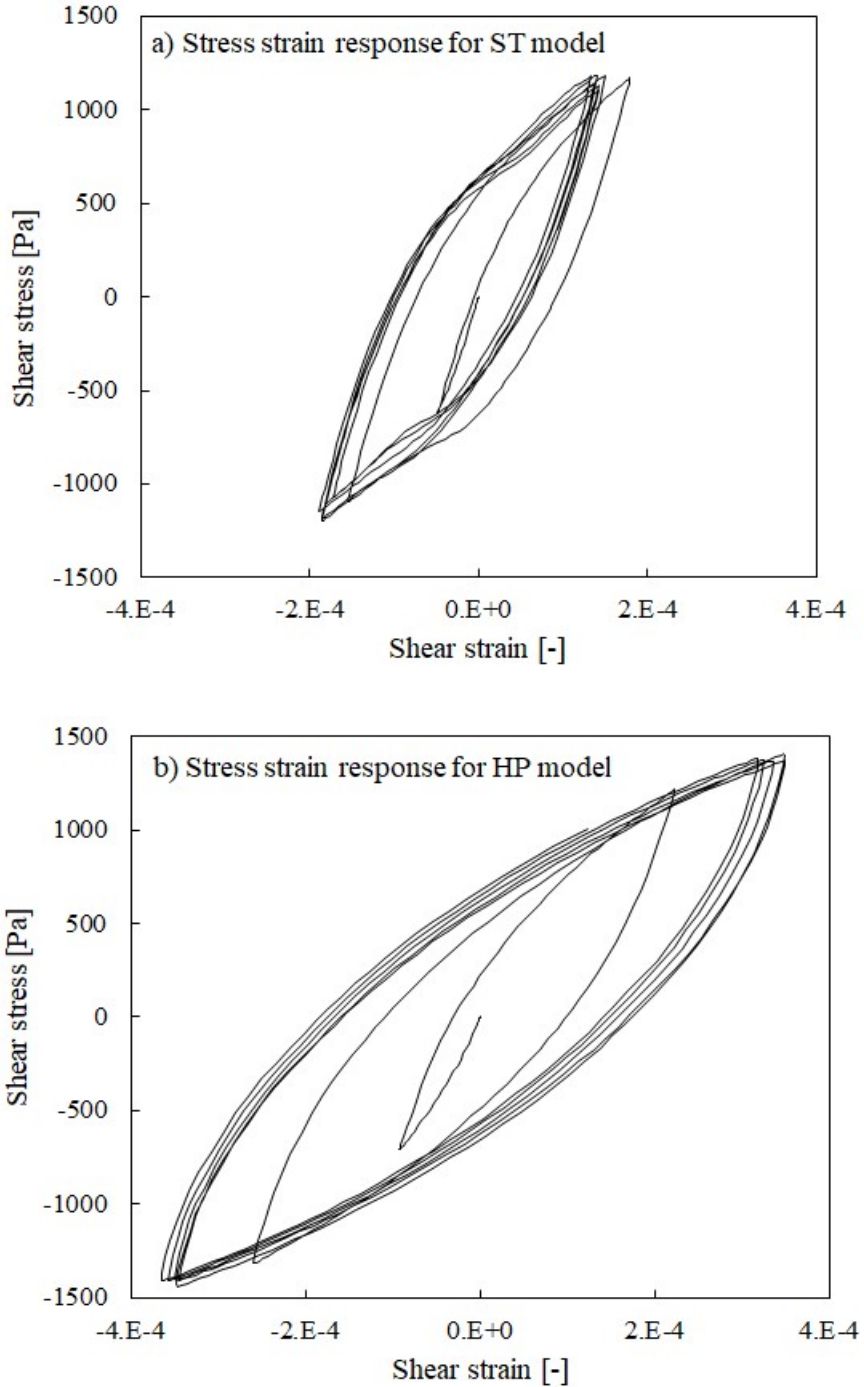 a) Stress strain response for ST model
1500
1000
500
0
-500
-1000
-1500
Shear stress [Pa]
-4.E-4
-2.E-4
0.E+0
2.E-4
4.E-4
Shear strain [-]
b) Stress strain response for HP model
1500
1000
500
0
-500
-1000
-1500
Shear stress [Pa]
-4.E-4
-2.E-4
0.E+0
2.E-4
4.E-4
Shear strain [-]